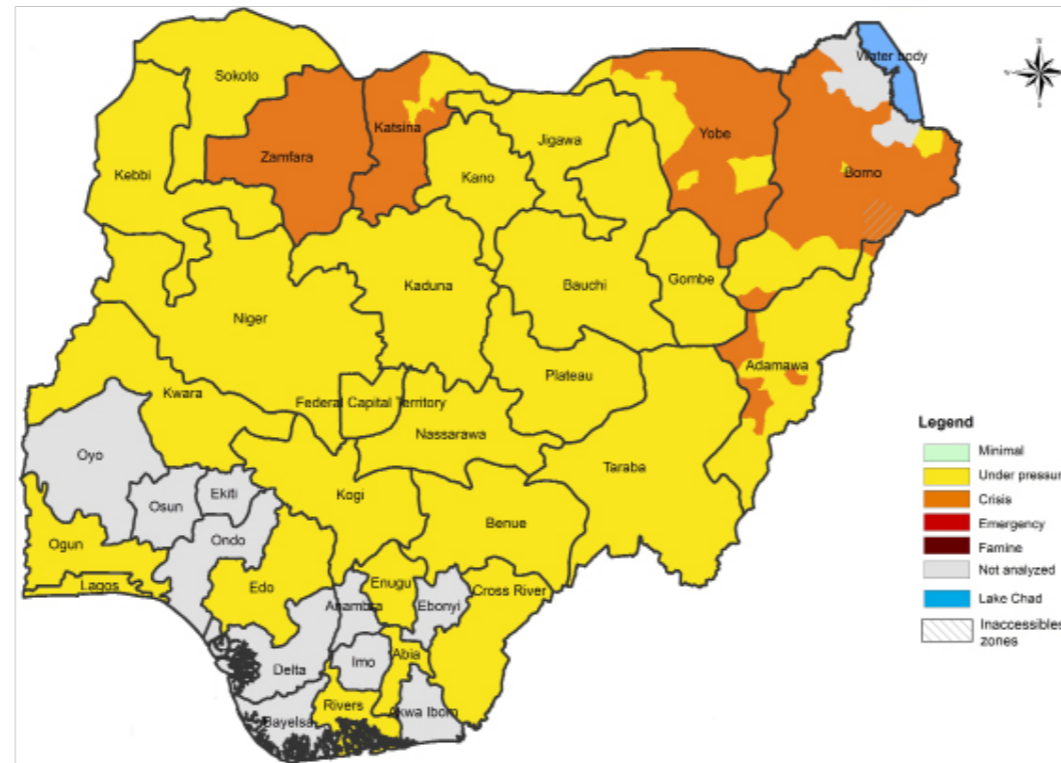 Water body
Sokoto
Katsina
Yobe
Jigawa
Zamfara
Borno
Kebbi
Kano
Kaduna
Bauchi
Gombe
Niger
Adamawa
Plateau
Kwara
Federal Capital Territory
Nassarawa
Oyo
Taraba
Kogi
Ekiti
Osun
Benue
Ondo
Ogun
Enugu
Lagos
Edo
Cross River
Anambra
Ebonyi
Abia
Imo
Delta
Rivers
Akwa Ibom
Bayelsa
Legend
Minimal
Under pressure
Crisis
Emergency
Famine
Not analyzed
Lake Chad
Inaccessibles
zones